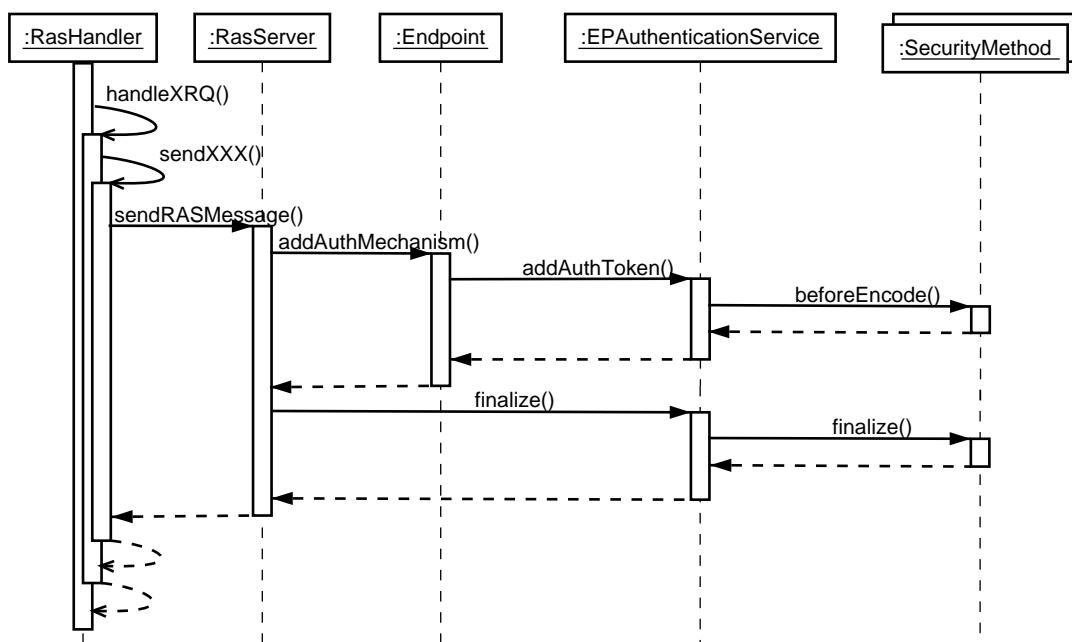 :RasHandler
:RasServer
:Endpoint
:EPAuthenticationService
:SecurityMethod
handleXRQ()
sendXXX()
sendRASMessage()
addAuthMechanism()
addAuthToken()
beforeEncode()
finalize()
finalize()